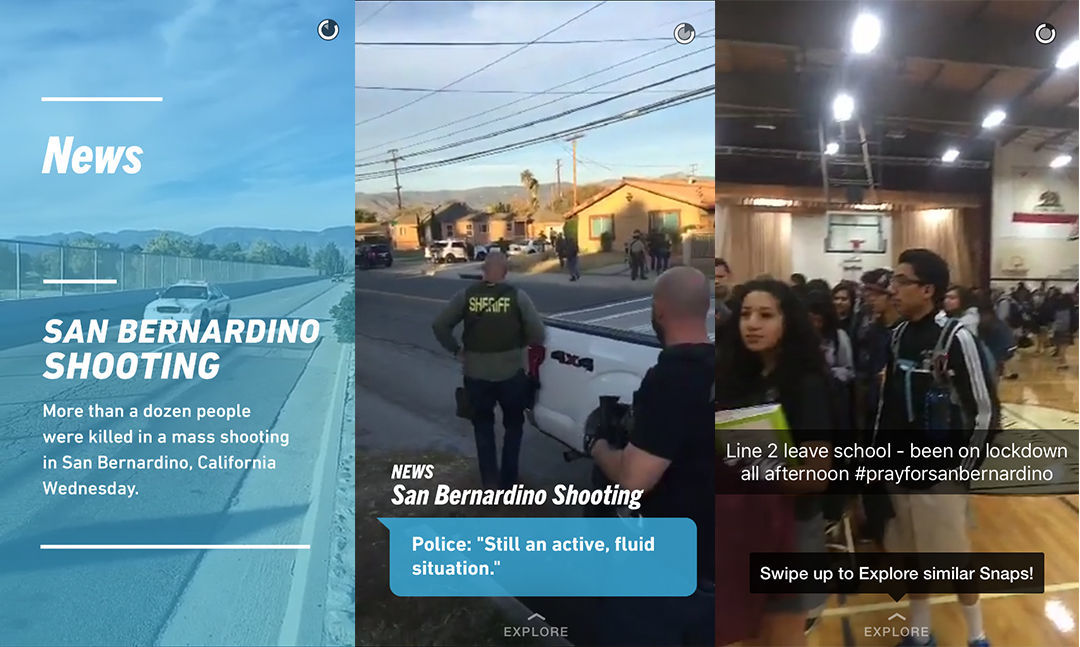 News
SAN BERNARDINO
SHOOTING
More than a dozen people
were killed in a mass shooting
in San Bernardino, California
Wednesday.
SHERIFF
4x4
NEWS
San Bernardino Shooting
Police: "Still an active, fluid
situation."
EXPLORE
Line 2 leave school - been on lockdown
all afternoon #prayforsanbernardino
Swipe up to Explore similar Snaps!
EXPLORE